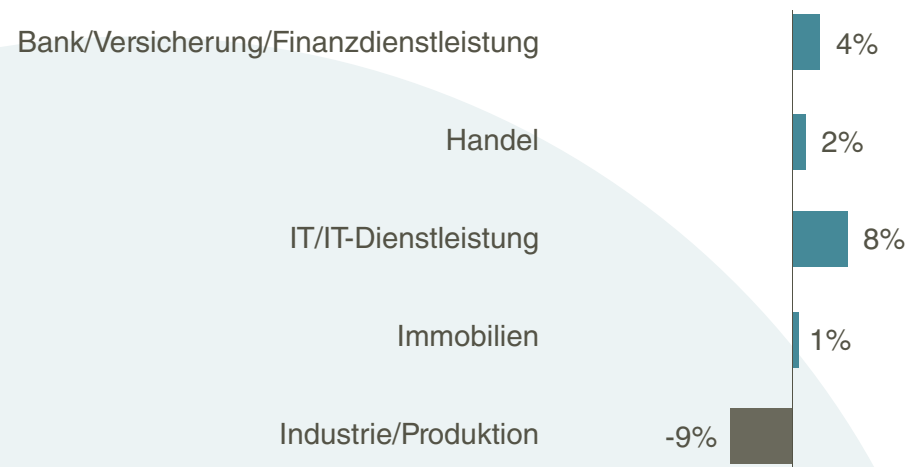 Bank/Versicherung/Finanzdienstleistung 4%
Handel 2%
IT/IT-Dienstleistung 8%
Immobilien 1%
Industrie/Produktion -9%